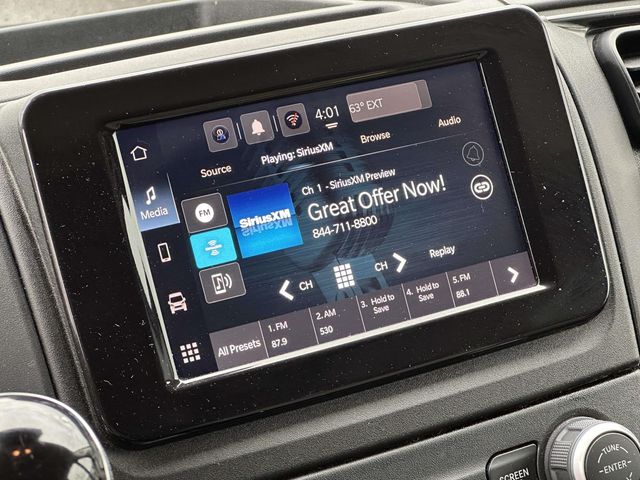 4:01
63° EXT
Source
Playing: SiriusXM
Browse
Audio
Media
FM
SiriusXM
Ch 1 - SiriusXM Preview
Great Offer Now!
844-711-8800
CH
CH
Replay
All Presets
1. FM
87.9
2. AM
530
3. Hold to
Save
4. Hold to
Save
5. FM
88.1
SCREEN
TUNE
ENTER